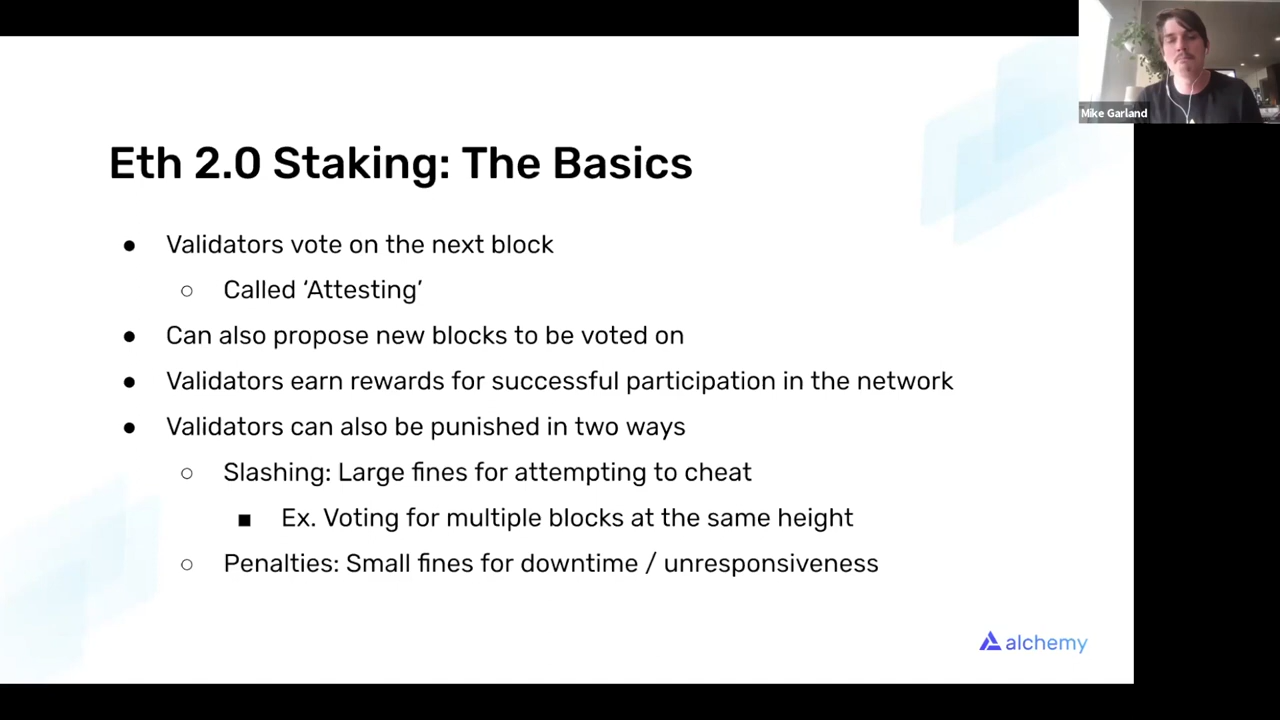 Mike Garland
Eth 2.0 Staking: The Basics
● Validators vote on the next block
○ Called ‘Attesting’
● Can also propose new blocks to be voted on
● Validators earn rewards for successful participation in the network
● Validators can also be punished in two ways
○ Slashing: Large fines for attempting to cheat
■ Ex. Voting for multiple blocks at the same height
○ Penalties: Small fines for downtime / unresponsiveness
alchemy